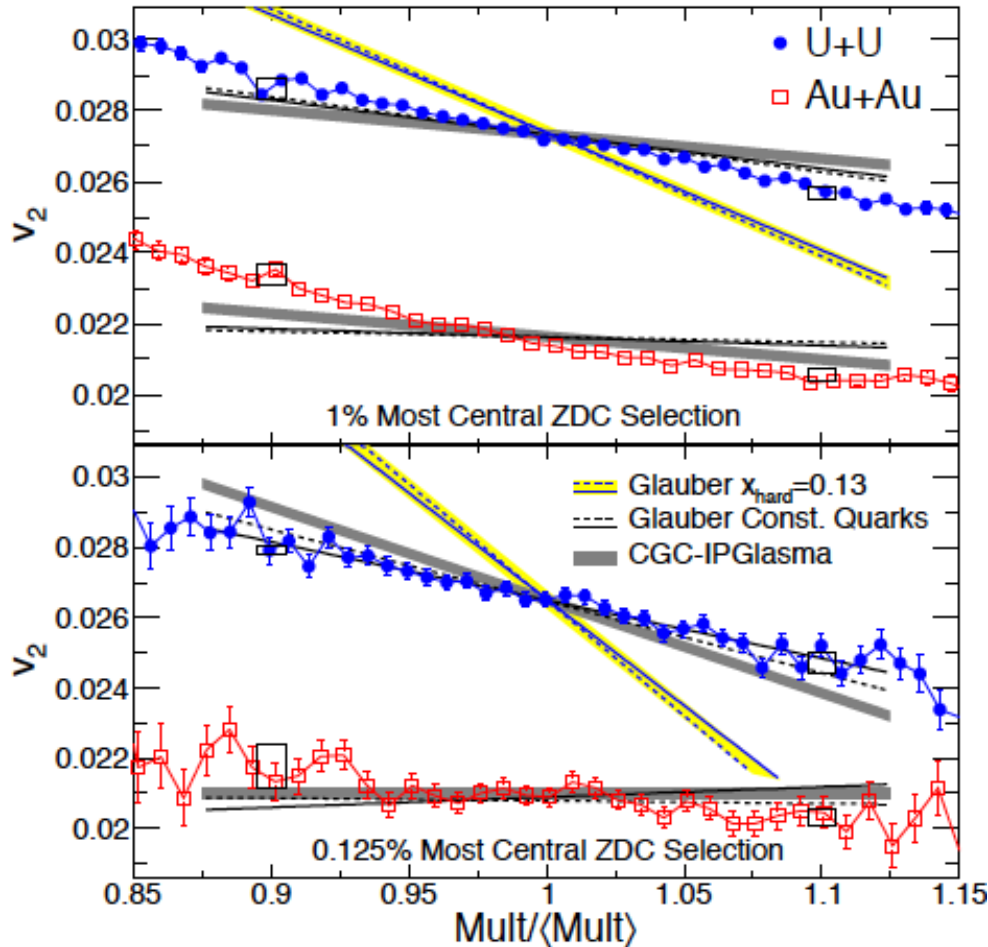 0.03
0.028
0.026
0.024
0.022
0.02
v2
U+U
Au+Au
1% Most Central ZDC Selection
0.03
0.028
0.026
0.024
0.022
0.02
v2
Glauber xhard=0.13
Glauber Const. Quarks
CGC-IPGlasma
0.125% Most Central ZDC Selection
0.85 0.9 0.95 1 1.05 1.1 1.15
Mult/⟨Mult⟩